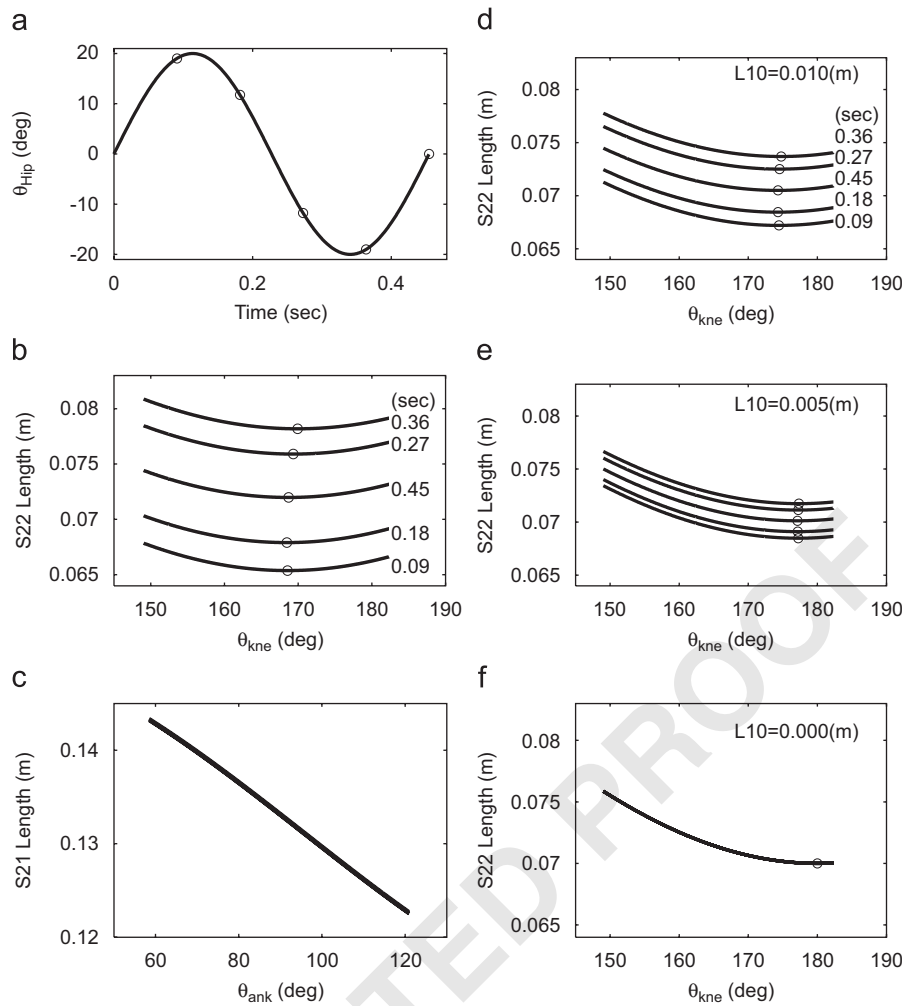 a
20
10
0
-10
-20
θHip (deg)
0
0.2
0.4
Time (sec)
b
0.08
0.075
0.07
0.065
S22 Length (m)
(sec)
0.36
0.27
0.45
0.18
0.09
150
160
170
180
190
θkne (deg)
c
0.14
0.13
0.12
S21 Length (m)
60
80
100
120
θank (deg)
d
L10=0.010(m)
0.08
0.075
0.07
0.065
S22 Length (m)
(sec)
0.36
0.27
0.45
0.18
0.09
150
160
170
180
190
θkne (deg)
e
L10=0.005(m)
0.08
0.075
0.07
0.065
S22 Length (m)
150
160
170
180
190
θkne (deg)
f
L10=0.000(m)
0.08
0.075
0.07
0.065
S22 Length (m)
150
160
170
180
190
θkne (deg)
TED PROOF